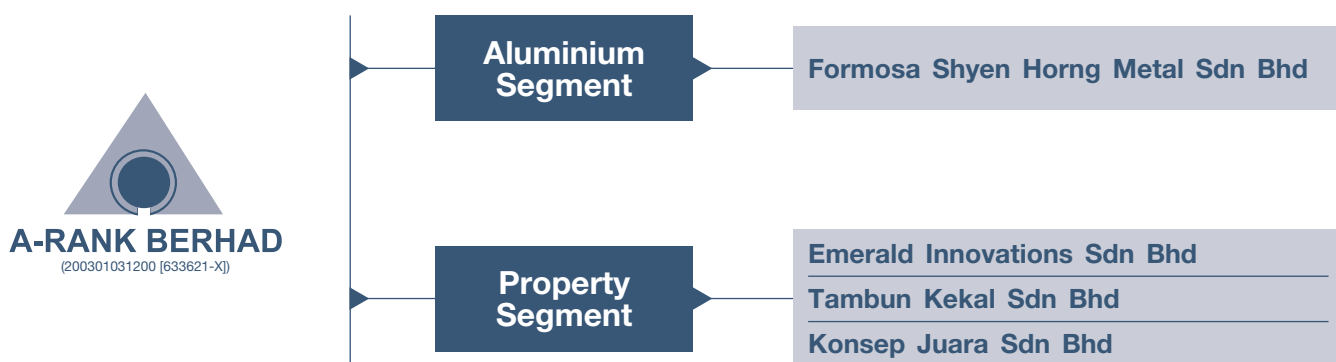 Aluminium
Segment
Formosa Shyen Horng Metal Sdn Bhd
A-RANK BERHAD
(200301031200 [633621-X])
Property
Segment
Emerald Innovations Sdn Bhd
Tambun Kekal Sdn Bhd
Konsep Juara Sdn Bhd